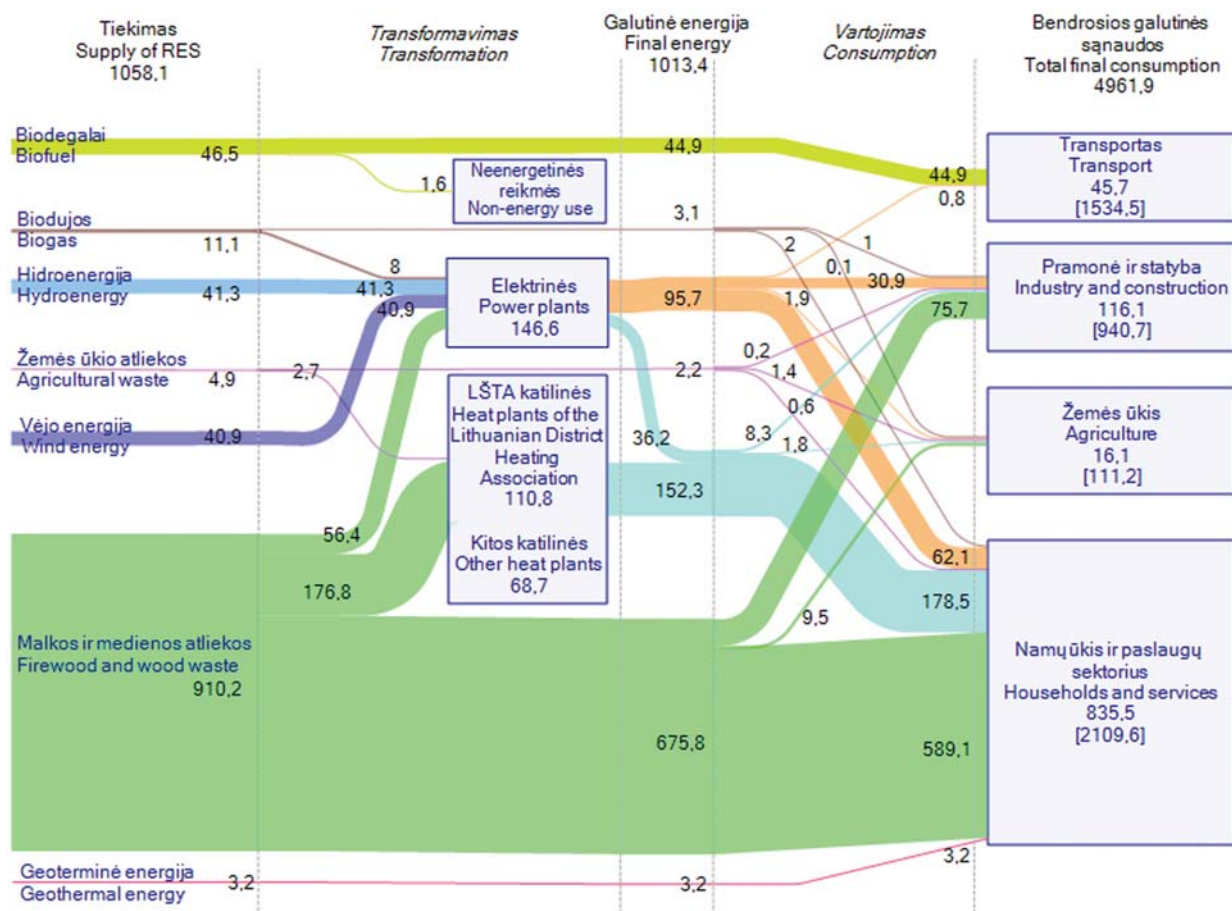 Tiekimas
Supply of RES
1058,1
Transformavimas
Transformation
Galutinė energija
Final energy
1013,4
Vartojimas
Consumption
Bendrosios galutinės
sąnaudos
Total final consumption
4961,9
Biodegalai
Biofuel
46,5
1,6
Neenergetinės
reikmės
Non-energy use
44,9
44,9
0,8
Transportas
Transport
45,7
[1534,5]
Biodujos
Biogas
11,1
8
3,1
2
1
0,1
Hidroenergija
Hydroenergy
41,3
41,3
40,9
Elektrinės
Power plants
146,6
95,7
1,9
30,9
75,7
Pramonė ir statyba
Industry and construction
116,1
[940,7]
Žemės ūkio atliekos
Agricultural waste
4,9
2,7
2,2
0,2
1,4
0,6
Vėjo energija
Wind energy
40,9
LŠTA katilinės
Heat plants of the
Lithuanian District
Heating
Association
110,8
Kitos katilinės
Other heat plants
68,7
36,2
152,3
8,3
1,8
Žemės ūkis
Agriculture
16,1
[111,2]
56,4
176,8
62,1
178,5
9,5
Malkos ir medienos atliekos
Firewood and wood waste
910,2
675,8
589,1
Namų ūkis ir paslaugų
sektorius
Households and services
835,5
[2109,6]
Geoterminė energija
Geothermal energy
3,2
3,2
3,2